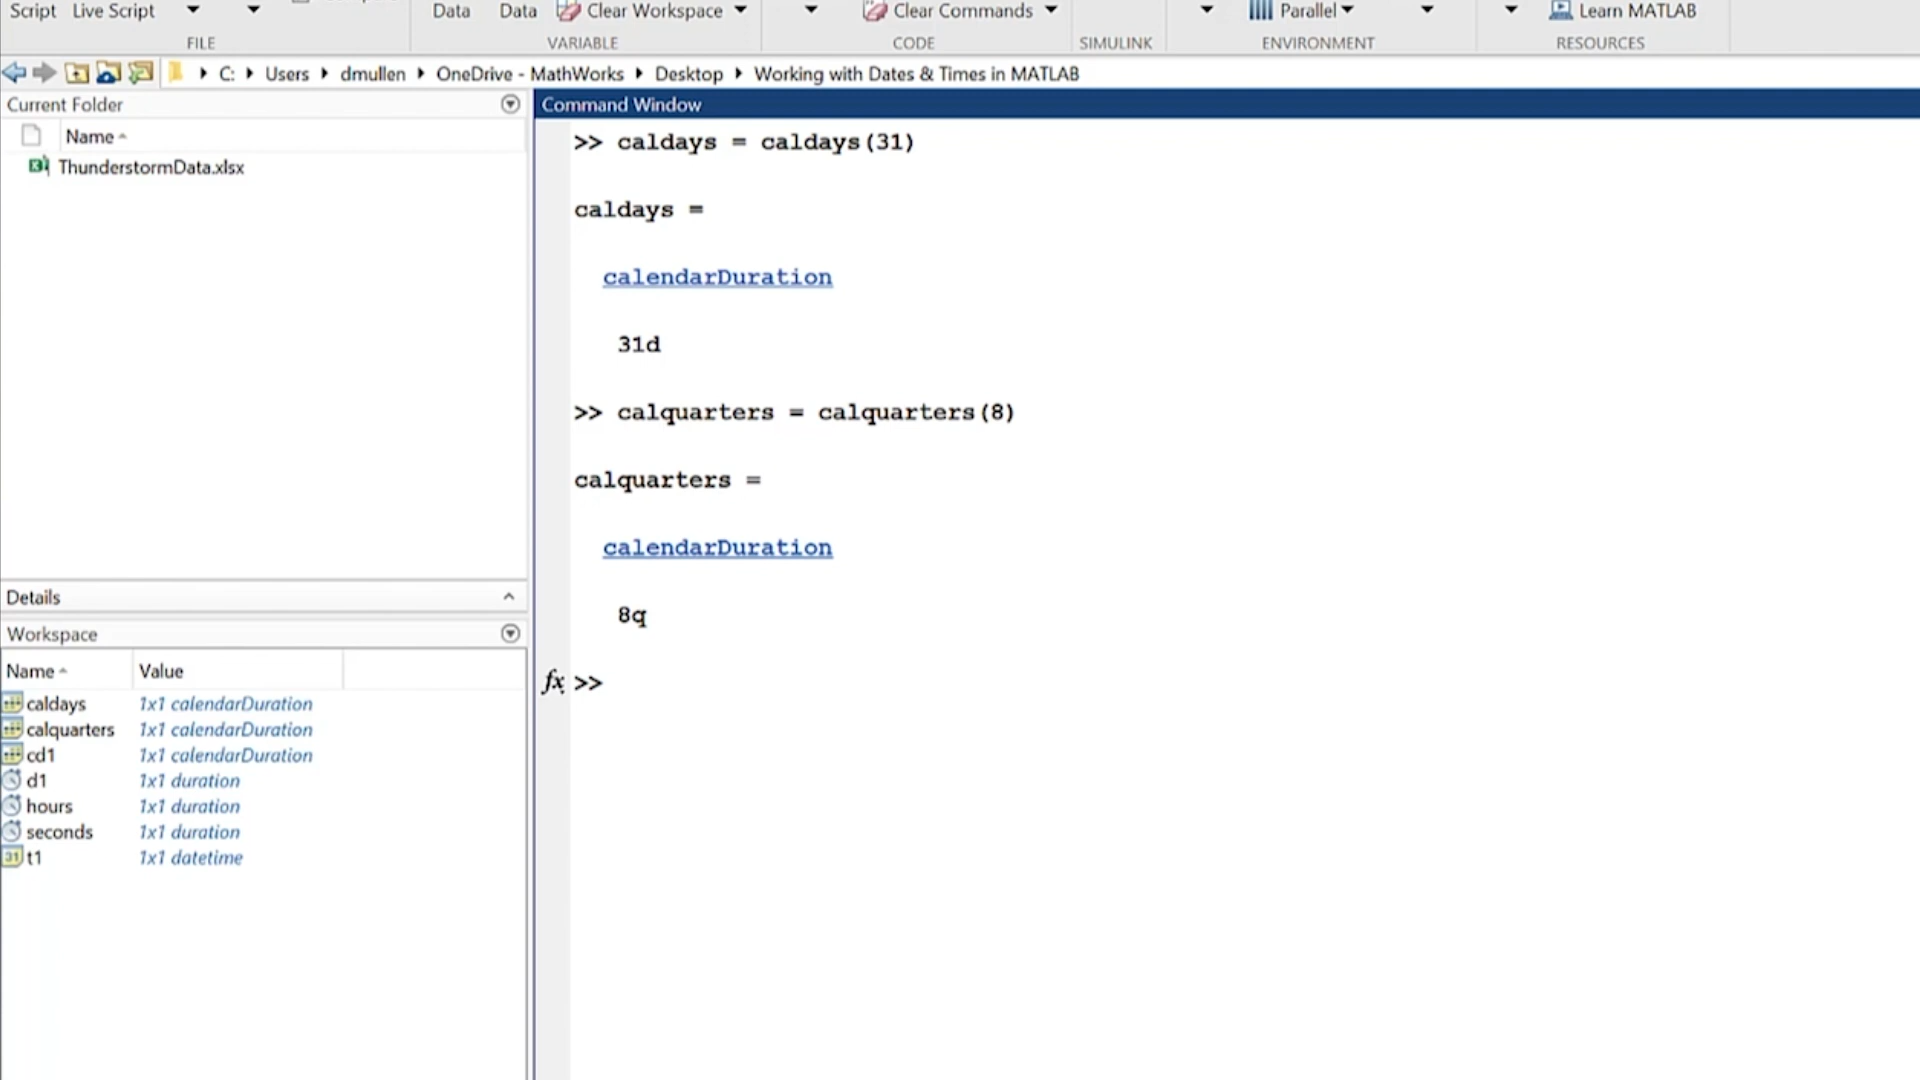 Script Live Script Data Data Clear Workspace Clear Commands Parallel Learn MATLAB
FILE VARIABLE CODE SIMULINK ENVIRONMENT RESOURCES
C: Users dmullen OneDrive - MathWorks Desktop Working with Dates & Times in MATLAB
Current Folder
Name
ThunderstormData.xlsx
Details
Workspace
Name Value
caldays 1x1 calendarDuration
calquarters 1x1 calendarDuration
cd1 1x1 calendarDuration
d1 1x1 duration
hours 1x1 duration
seconds 1x1 duration
31 t1 1x1 datetime
Command Window
>> caldays = caldays(31)
caldays =
calendarDuration
31d
>> calquarters = calquarters(8)
calquarters =
calendarDuration
8q
fx >>